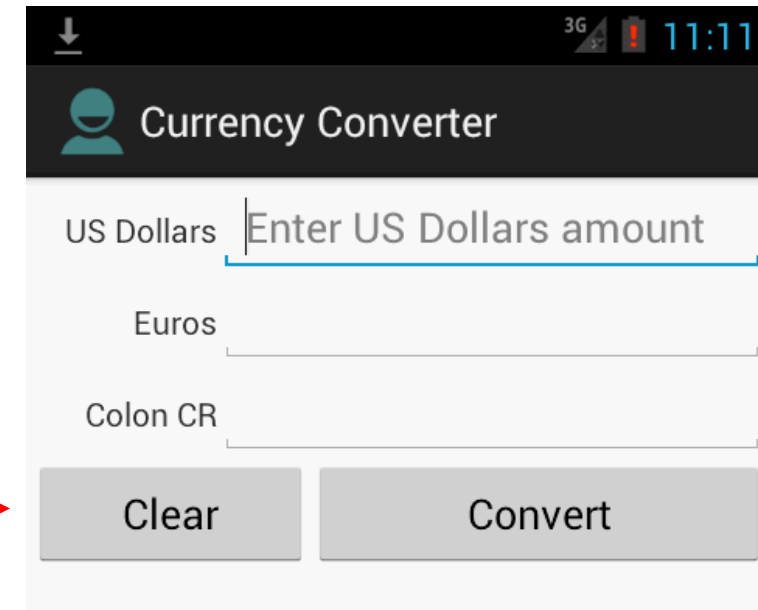 3G 11:11
Currency Converter
US Dollars Enter US Dollars amount
Euros
Colon CR
Clear Convert